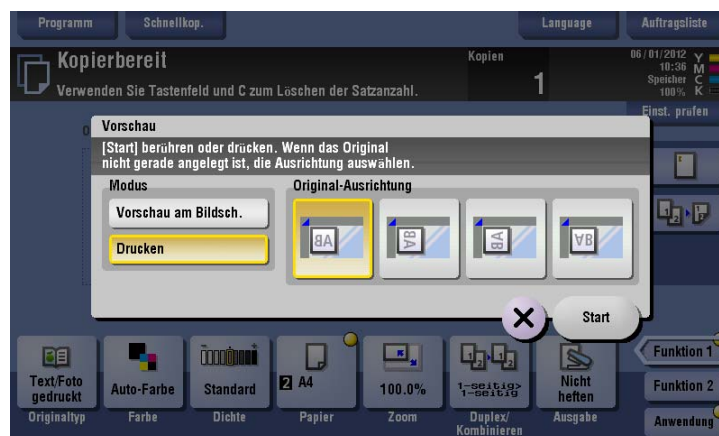 Programm
Schnellkop.
Language
Auftragsliste
Kopierbereit
Verwenden Sie Tastenfeld und C zum Löschen der Satzanzahl.
Kopien
1
06/01/2012
10:36
Speicher
100%
Y
M
C
K
Einst. prüfen
Vorschau
[Start] berühren oder drücken. Wenn das Original
nicht gerade angelegt ist, die Ausrichtung auswählen.
Modus
Original-Ausrichtung
Vorschau am Bildsch.
Drucken
AB
AB
AB
AB
Start
Text/Foto
gedruckt
Auto-Farbe
Standard
2 A4
100.0%
1-seitig>
1-seitig
Nicht
heften
Originaltyp
Farbe
Dichte
Papier
Zoom
Duplex/
Kombinieren
Ausgabe
Funktion 1
Funktion 2
Anwendung